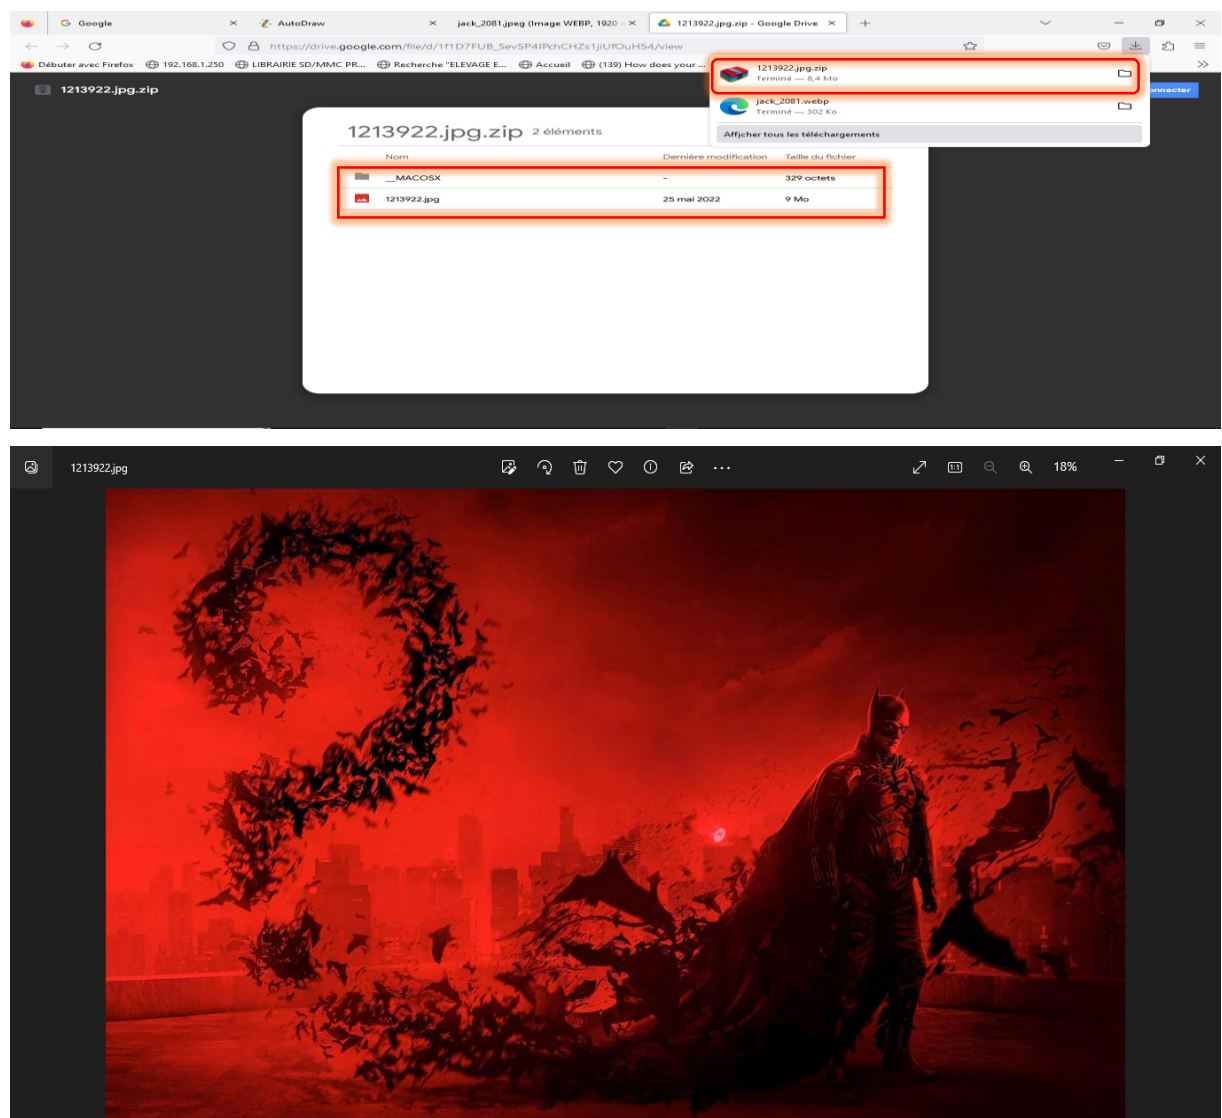 Google
AutoDraw
jack_2081.jpeg (Image WEBP, 1920
1213922.jpg.zip - Google Drive
https://drive.google.com/file/d/1f1D7FUB_Sev5P4IPchCHZs1jiUfOuHS4/view
Débuter avec Firefox 192.168.1.250 LIBRAIRIE SD/MMC PR... Recherche "ELEVAGE E... Accueil (139) How does your ...
1213922.jpg.zip
Terminé — 8,4 Mo
jack_2081.webp
Terminé — 302 Ko
Afficher tous les téléchargements
onnecter
1213922.jpg.zip
1213922.jpg.zip 2 éléments
Nom Dernière modification Taille du fichier
__MACOSX - 329 octets
1213922.jpg 25 mai 2022 9 Mo
1213922.jpg
1:1
18%